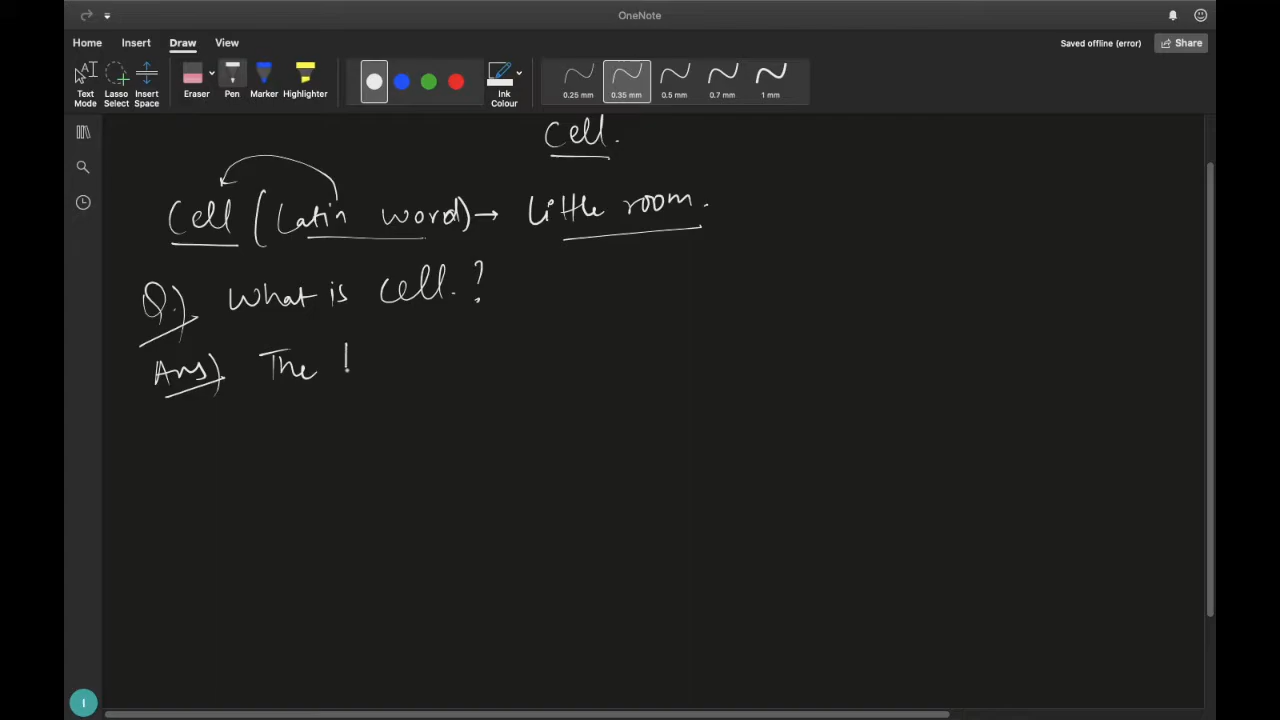 OneNote
Home Insert Draw View Saved offline (error) Share
Text Mode Lasso Select Insert Space Eraser Pen Marker Highlighter Ink Colour 0.25 mm 0.35 mm 0.5 mm 0.7 mm 1 mm
Cell.
Cell (Latin word) → Little room.
Q.) What is cell. ?
Ans) The
I